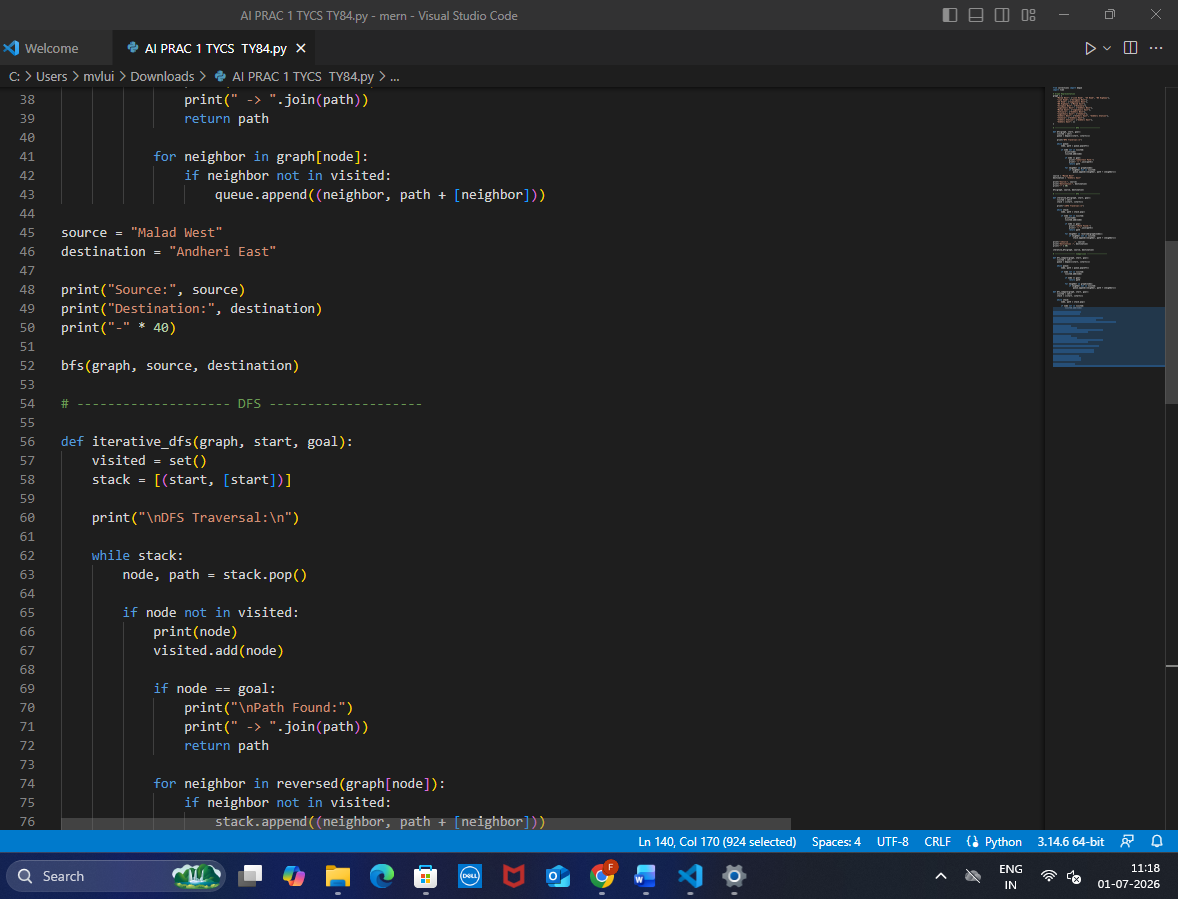 AI PRAC 1 TYCS TY84.py - mern - Visual Studio Code
Welcome
AI PRAC 1 TYCS TY84.py
C: > Users > mvlui > Downloads > AI PRAC 1 TYCS TY84.py > ...
38 print(" -> ".join(path))
39 return path
40
41 for neighbor in graph[node]:
42 if neighbor not in visited:
43 queue.append((neighbor, path + [neighbor]))
44
45 source = "Malad West"
46 destination = "Andheri East"
47
48 print("Source:", source)
49 print("Destination:", destination)
50 print("-" * 40)
51
52 bfs(graph, source, destination)
53
54 # -------------------- DFS --------------------
55
56 def iterative_dfs(graph, start, goal):
57 visited = set()
58 stack = [(start, [start])]
59
60 print("\nDFS Traversal:\n")
61
62 while stack:
63 node, path = stack.pop()
64
65 if node not in visited:
66 print(node)
67 visited.add(node)
68
69 if node == goal:
70 print("\nPath Found:")
71 print(" -> ".join(path))
72 return path
73
74 for neighbor in reversed(graph[node]):
75 if neighbor not in visited:
76 stack.append((neighbor, path + [neighbor]))
Ln 140, Col 170 (924 selected) Spaces: 4 UTF-8 CRLF Python 3.14.6 64-bit
Search
DELL
F
ENG
IN
11:18
01-07-2026